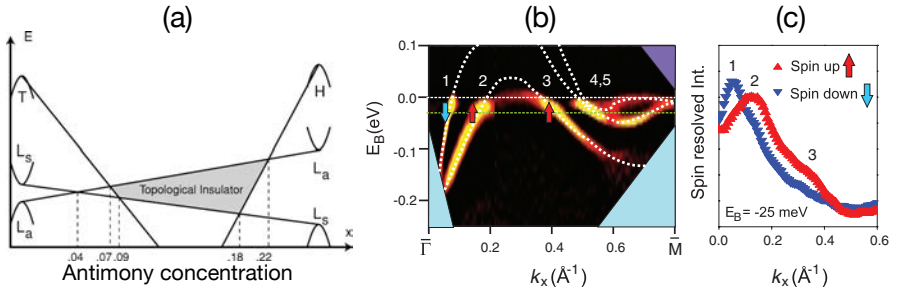 (a)
E
T
H
L_s
L_a
Topological Insulator
L_a
L_s
x
.04 .07 .09 .18 .22
Antimony concentration
(b)
0.1
0.0
-0.1
-0.2
E_B(eV)
1 2 3 4,5
Γ̄ 0.2 0.4 0.6 M̄
k_x (Å⁻¹)
(c)
Spin resolved Int.
1
2
3
Spin up
Spin down
E_B= -25 meV
0.0 0.2 0.4 0.6
k_x (Å⁻¹)